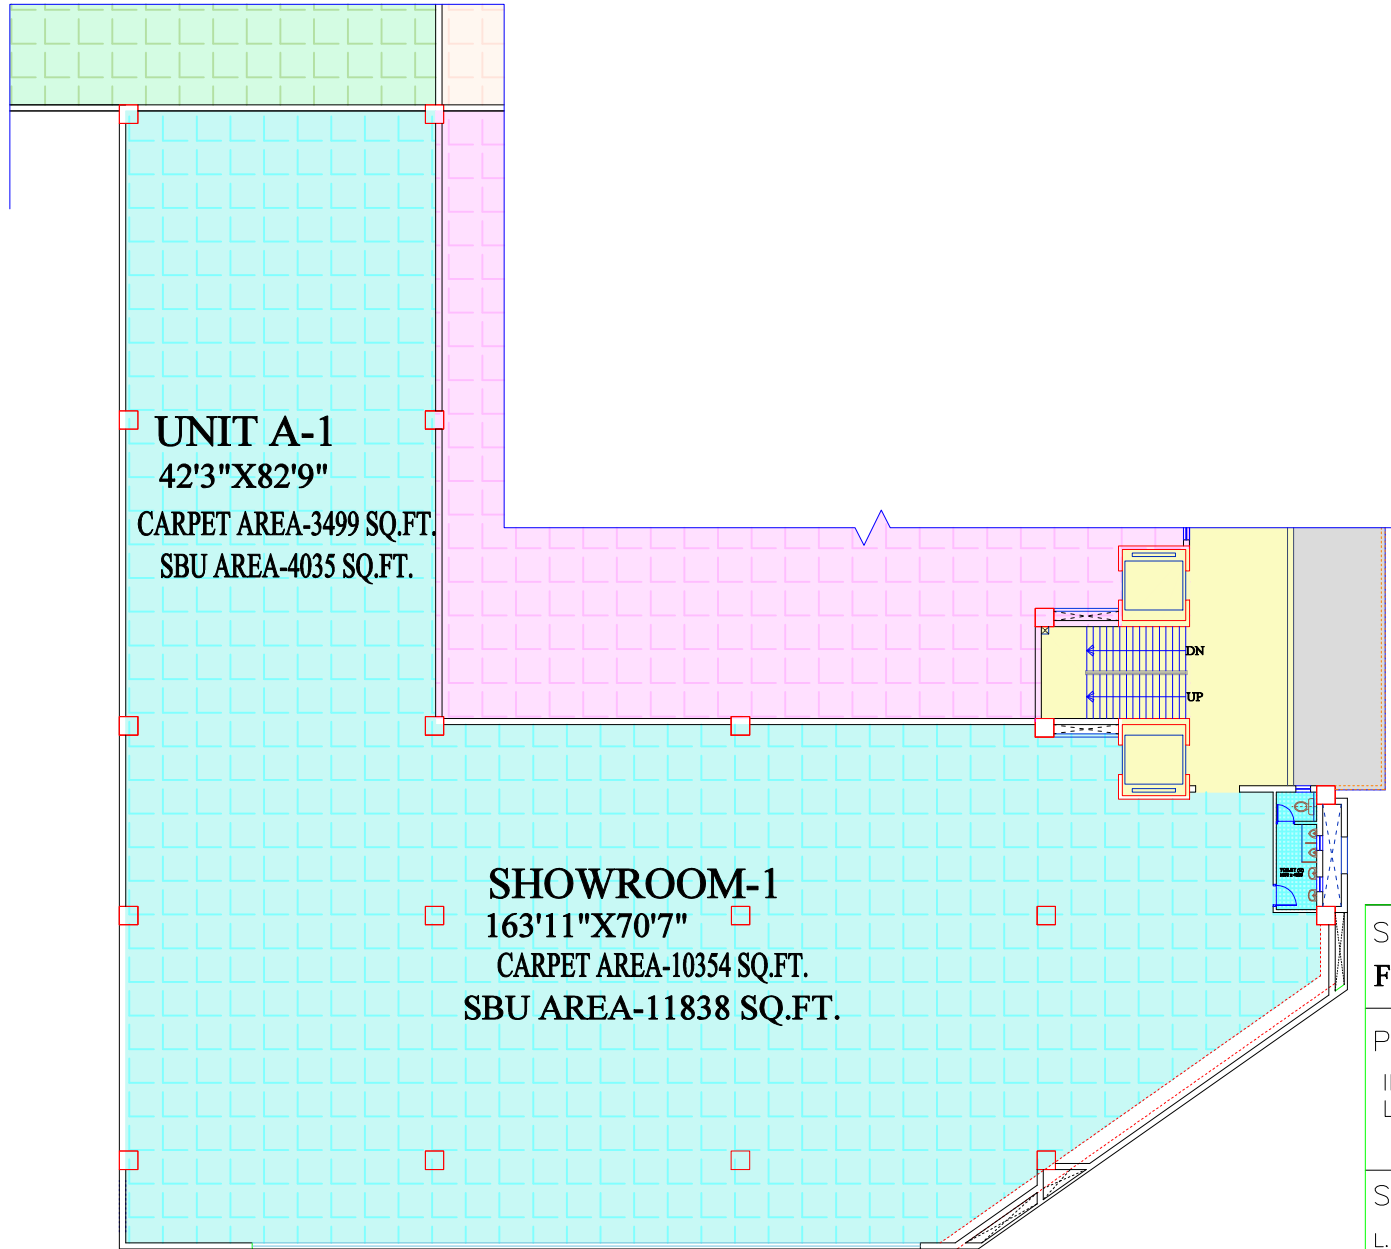 UNIT A-1
42'3"X82'9"
CARPET AREA-3499 SQ.FT.
SBU AREA-4035 SQ.FT.
DN
UP
SHOWROOM-1
163'11"X70'7"
CARPET AREA-10354 SQ.FT.
SBU AREA-11838 SQ.FT.
S
F
P
L
S
L.